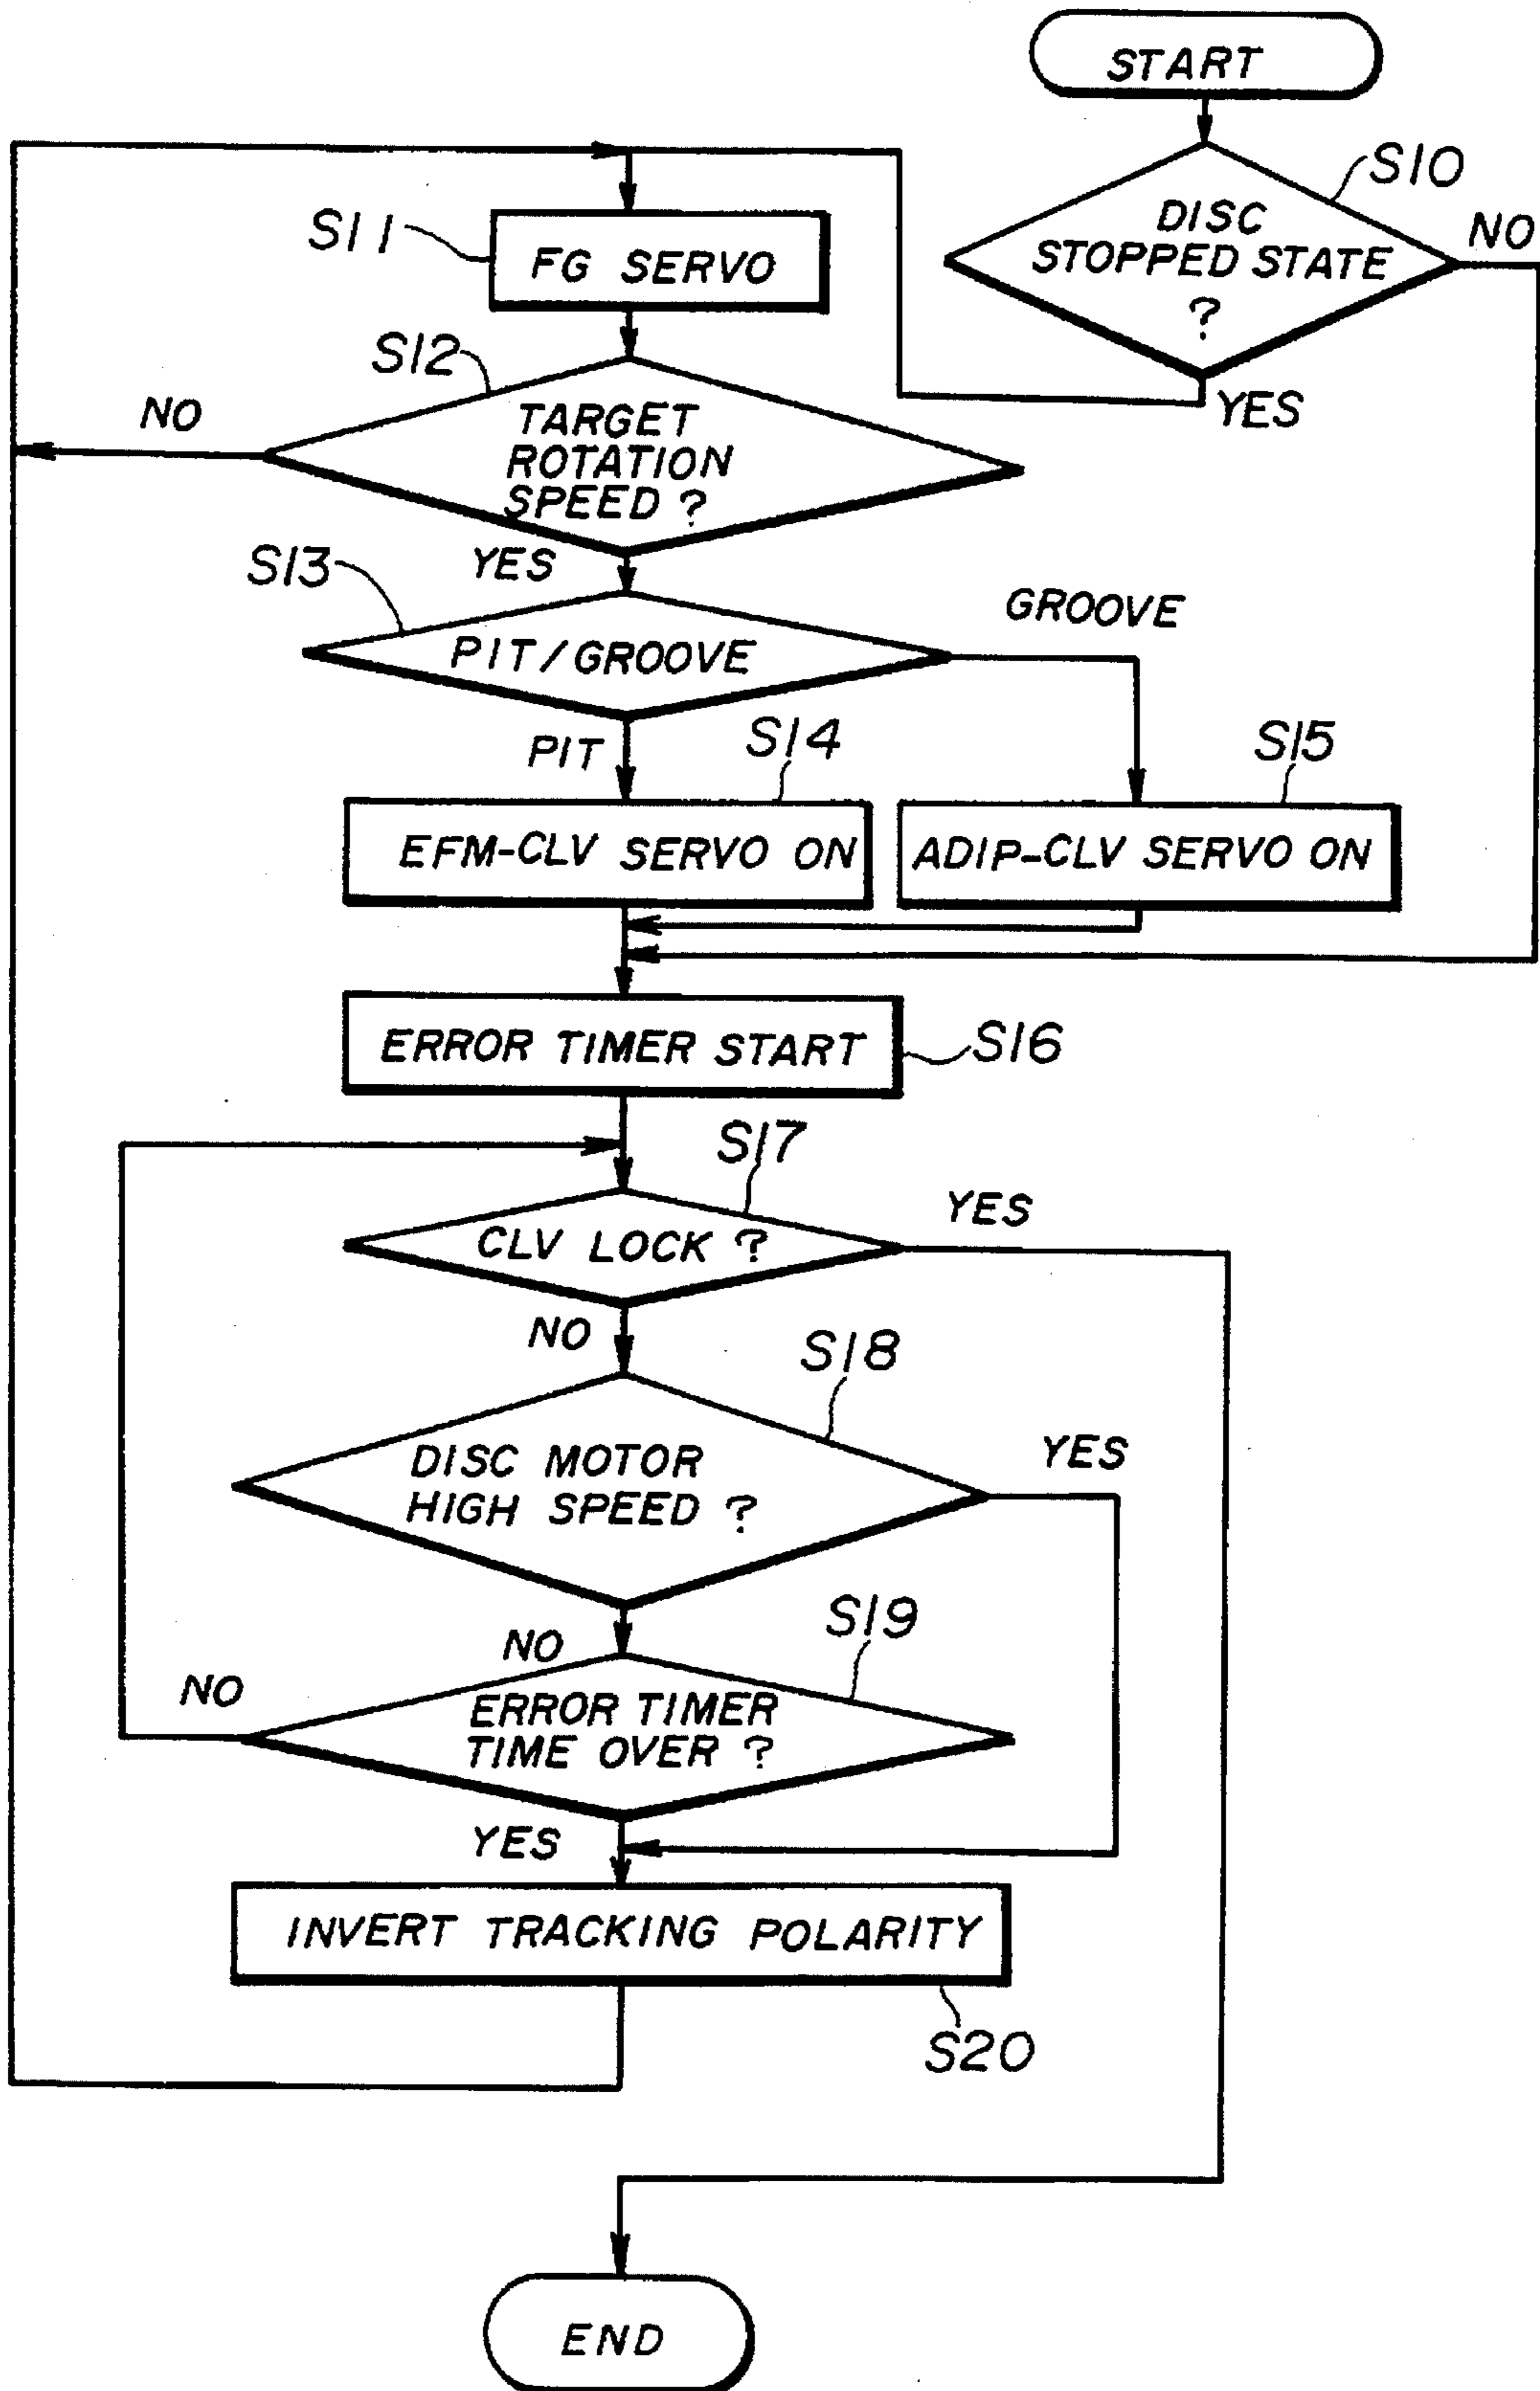 START
S10
DISC
STOPPED STATE
?
NO
YES
S11
FG SERVO
S12
NO
TARGET
ROTATION
SPEED ?
YES
S13
PIT/GROOVE
GROOVE
PIT
S14
S15
EFM-CLV SERVO ON
ADIP-CLV SERVO ON
ERROR TIMER START
S16
S17
CLV LOCK ?
YES
NO
S18
DISC MOTOR
HIGH SPEED ?
YES
NO
S19
NO
ERROR TIMER
TIME OVER ?
YES
INVERT TRACKING POLARITY
S20
END